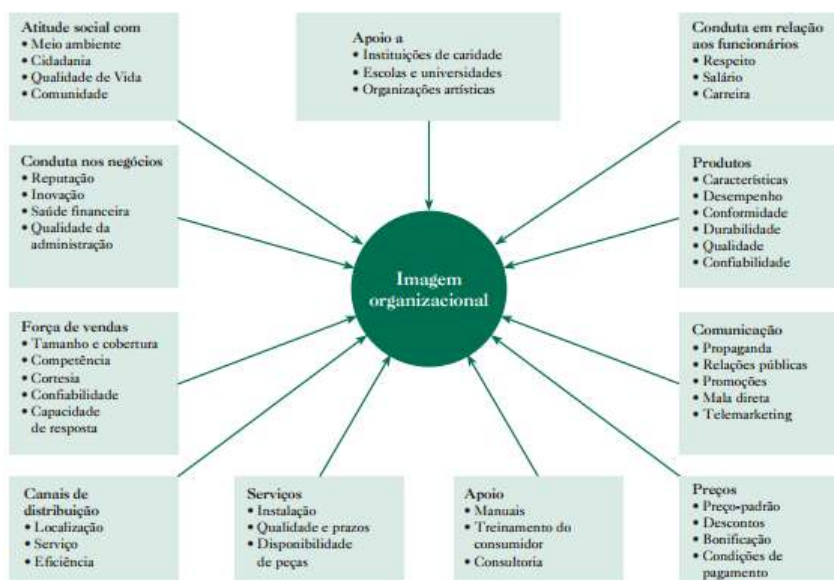 Atitude social com
• Meio ambiente
• Cidadania
• Qualidade de Vida
• Comunidade
Apoio a
• Instituições de caridade
• Escolas e universidades
• Organizações artísticas
Conduta em relação
aos funcionários
• Respeito
• Salário
• Carreira
Conduta nos negócios
• Reputação
• Inovação
• Saúde financeira
• Qualidade da
administração
Produtos
• Características
• Desempenho
• Conformidade
• Durabilidade
• Qualidade
• Confiabilidade
Imagem
organizacional
Força de vendas
• Tamanho e cobertura
• Competência
• Cortesia
• Confiabilidade
• Capacidade
de resposta
Comunicação
• Propaganda
• Relações públicas
• Promoções
• Mala direta
• Telemarketing
Canais de
distribuição
• Localização
• Serviço
• Eficiência
Serviços
• Instalação
• Qualidade e prazos
• Disponibilidade
de peças
Apoio
• Manuais
• Treinamento do
consumidor
• Consultoria
Preços
• Preço-padrão
• Descontos
• Bonificação
• Condições de
pagamento